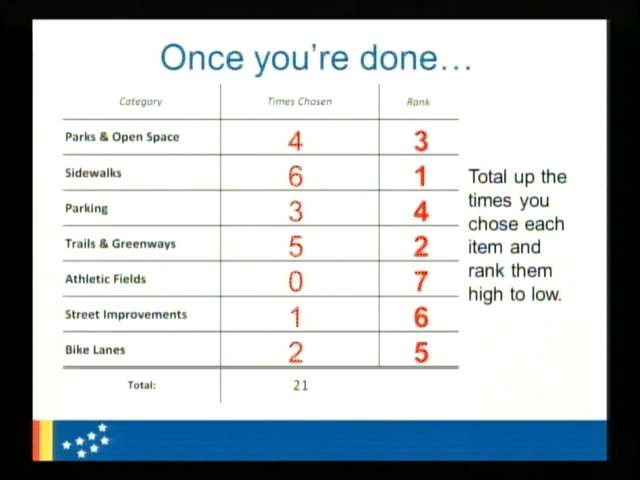 Once you're done…
Category Times Chosen Rank
Parks & Open Space 4 3
Sidewalks 6 1
Parking 3 4
Trails & Greenways 5 2
Athletic Fields 0 7
Street Improvements 1 6
Bike Lanes 2 5
Total: 21
Total up the
times you
chose each
item and
rank them
high to low.